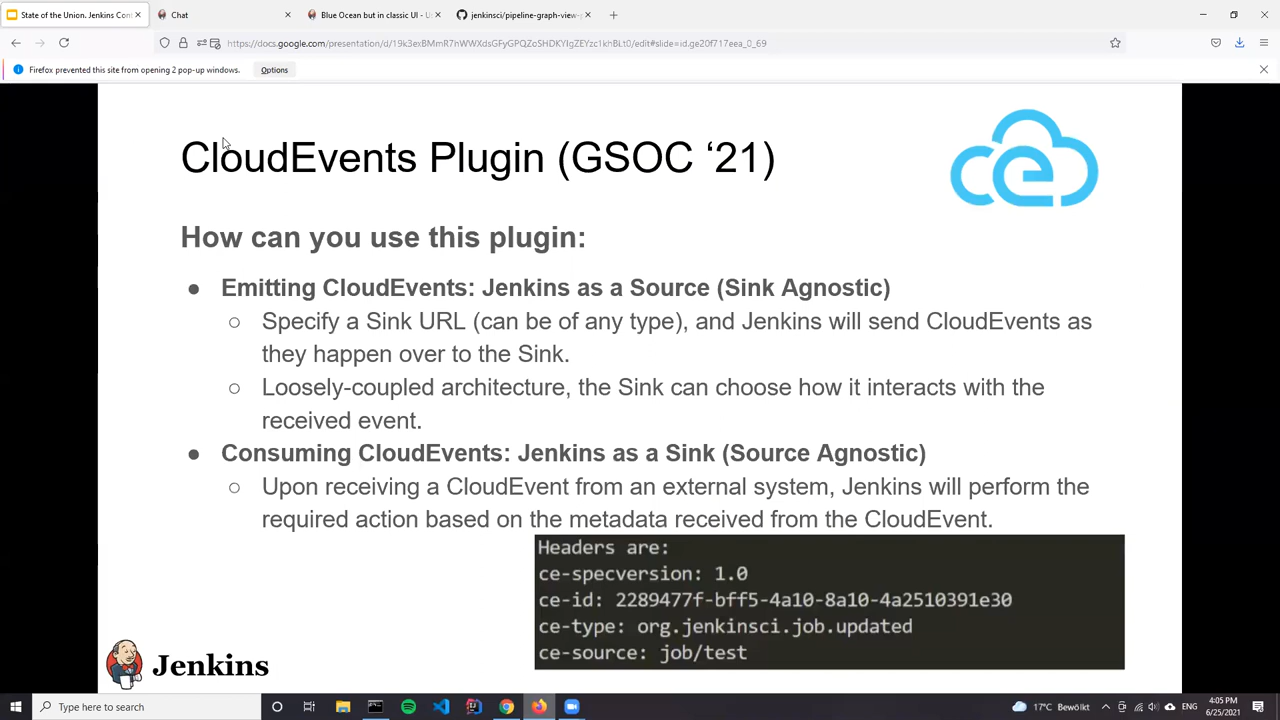 State of the Union. Jenkins Con
Chat
Blue Ocean but in classic UI - U
jenkinsci/pipeline-graph-view-p
https://docs.google.com/presentation/d/
Firefox prevented this site from opening 2 pop-up windows.
Options
CloudEvents Plugin (GSOC ‘21)
How can you use this plugin:
● Emitting CloudEvents: Jenkins as a Source (Sink Agnostic)
○ Specify a Sink URL (can be of any type), and Jenkins will send CloudEvents as
they happen over to the Sink.
○ Loosely-coupled architecture, the Sink can choose how it interacts with the
received event.
● Consuming CloudEvents: Jenkins as a Sink (Source Agnostic)
○ Upon receiving a CloudEvent from an external system, Jenkins will perform the
required action based on the metadata received from the CloudEvent.
Headers are:
ce-specversion: 1.0
ce-id: 2289477f-bff5-4a10-8a10-4a2510391e30
ce-type: org.jenkinsci.job.updated
ce-source: job/test
Jenkins
Type here to search
17°C Bewölkt
ENG
4:05 PM
6/25/2021